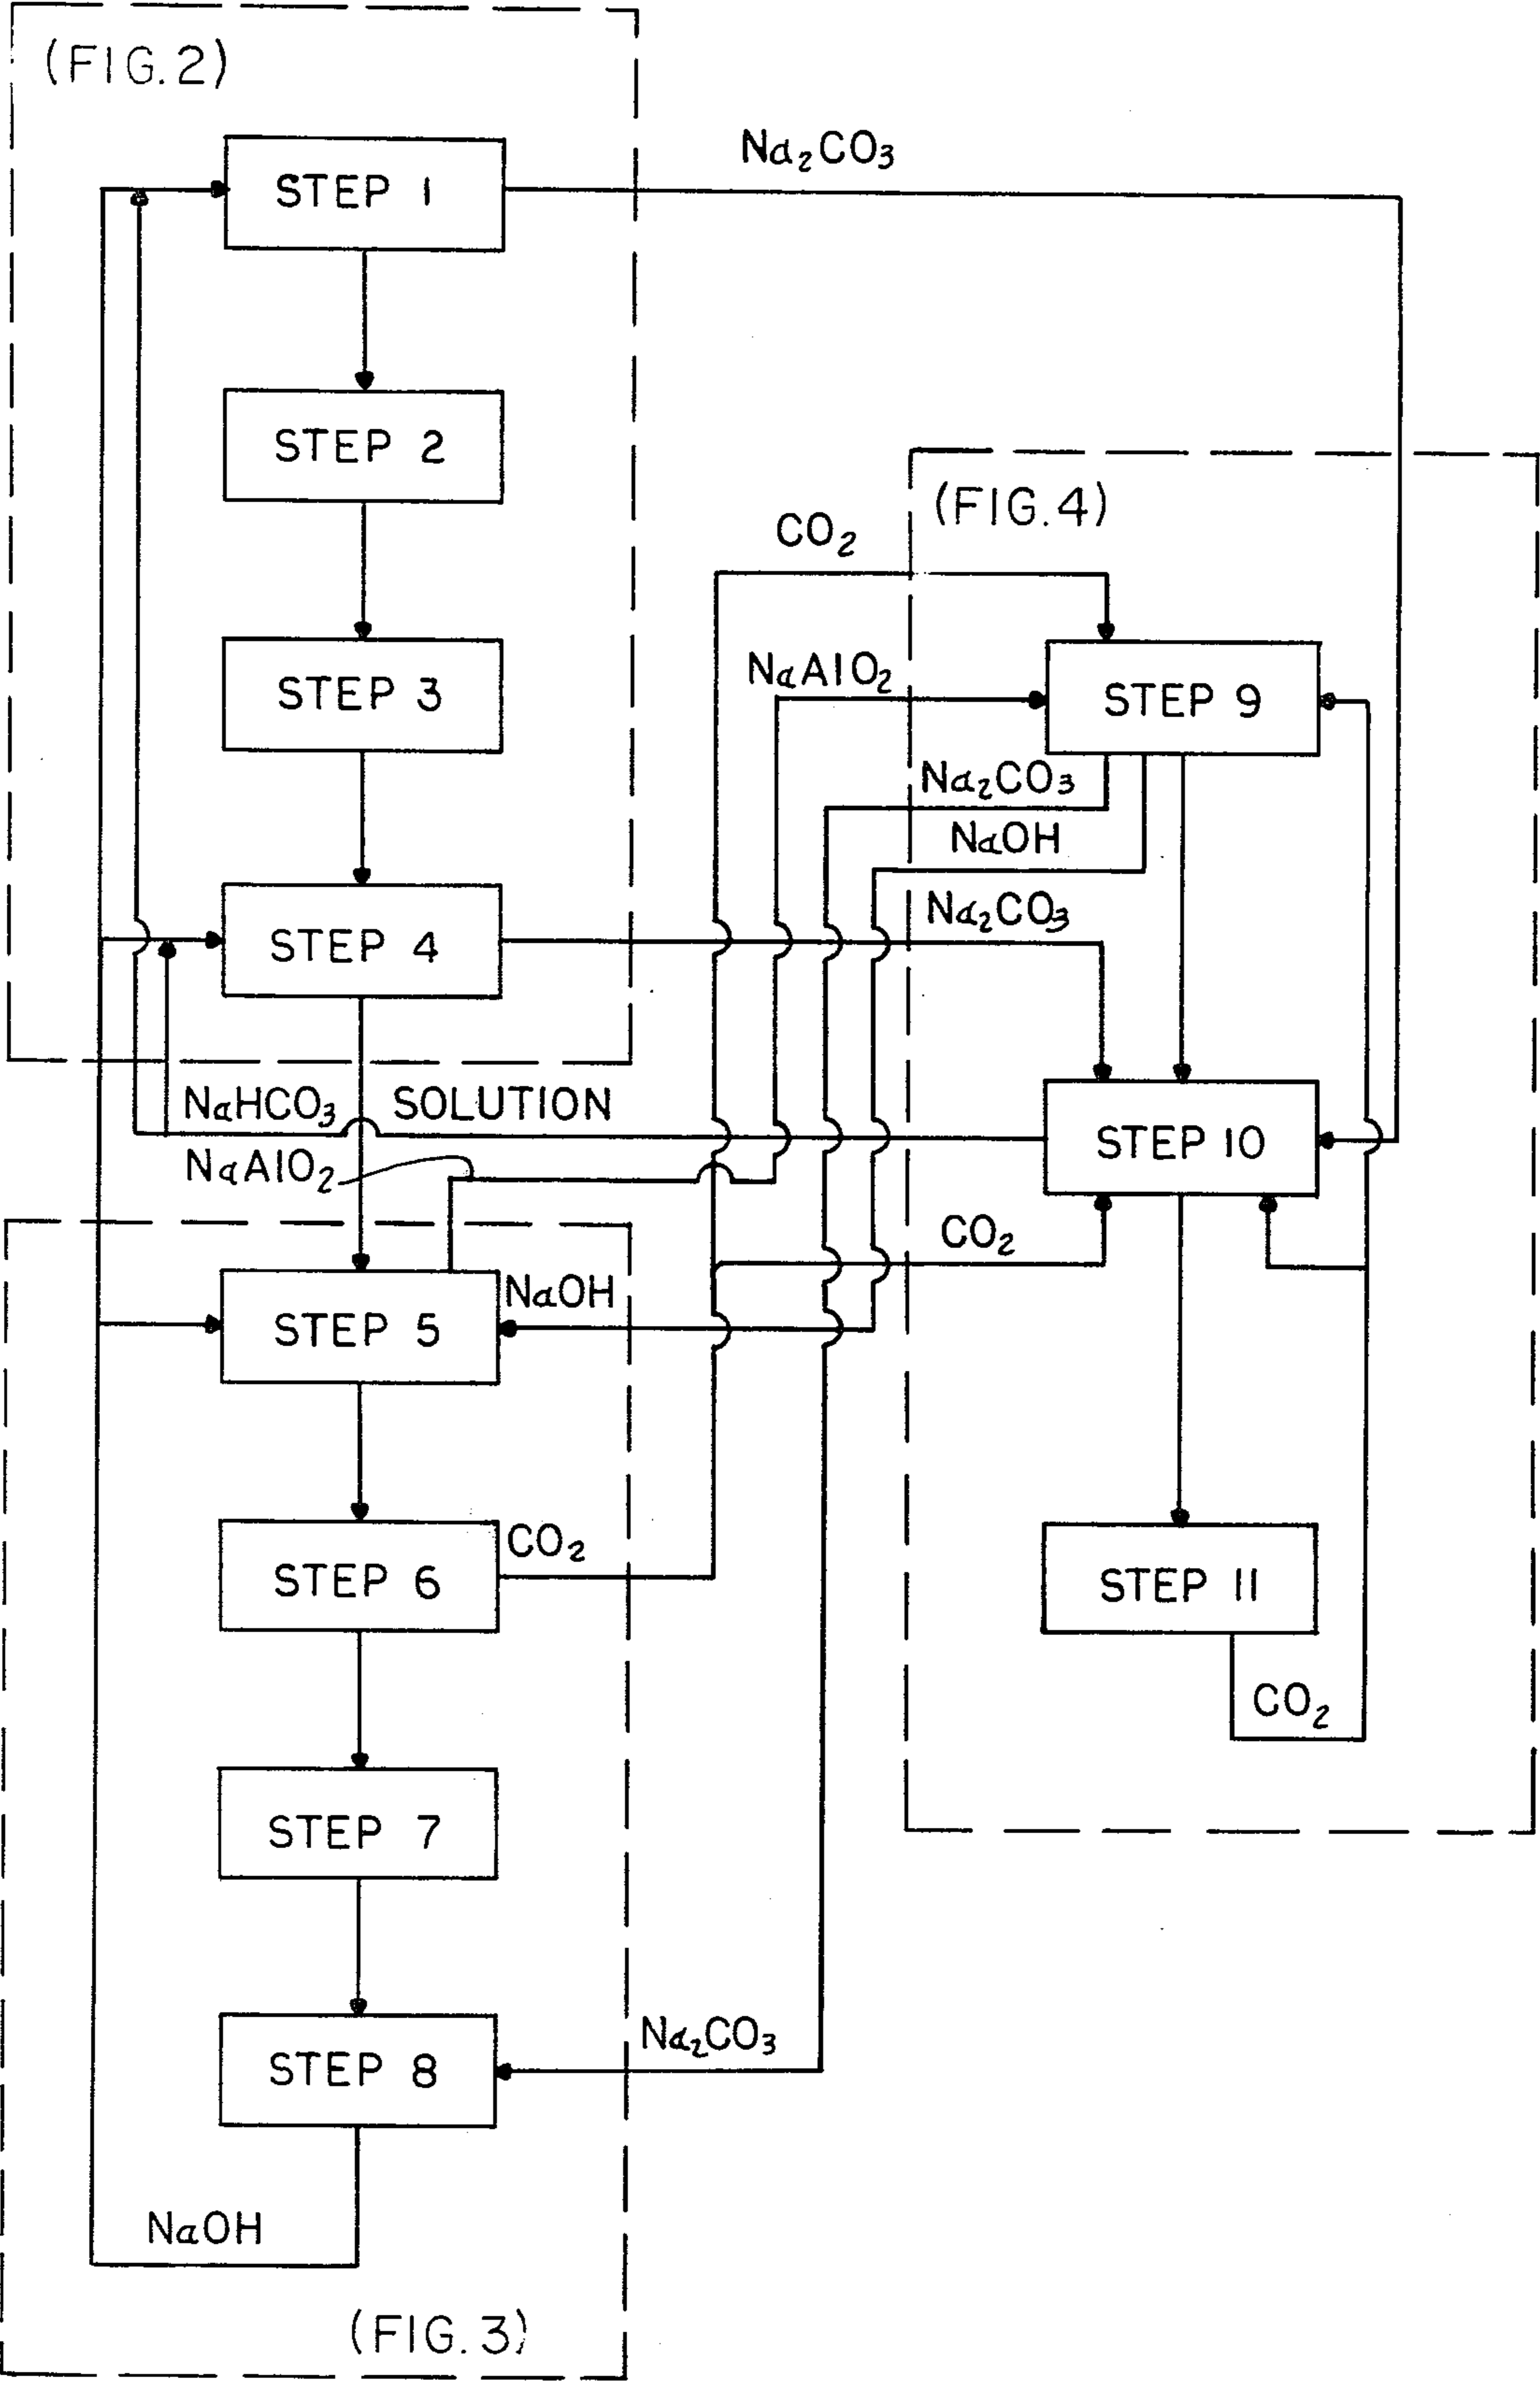 (FIG. 2)
Na₂CO₃
STEP 1
STEP 2
(FIG. 4)
CO₂
STEP 3
NaAlO₂
STEP 9
Na₂CO₃
NaOH
Na₂CO₃
STEP 4
NaHCO₃ SOLUTION
STEP 10
NaAlO₂
CO₂
NaOH
STEP 5
CO₂
STEP 6
STEP 11
CO₂
STEP 7
Na₂CO₃
STEP 8
NaOH
(FIG. 3)